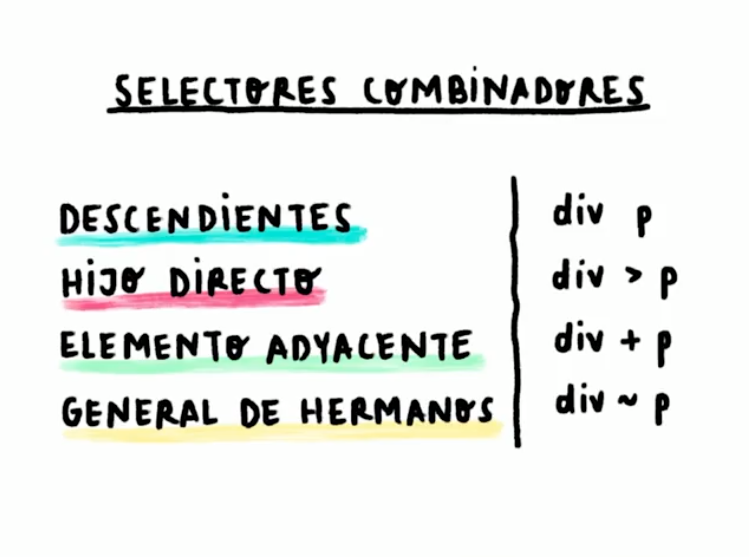 SELECTORES COMBINADORES
DESCENDIENTES div p
HIJO DIRECTO div > p
ELEMENTO ADYACENTE div + p
GENERAL DE HERMANOS div ~ p